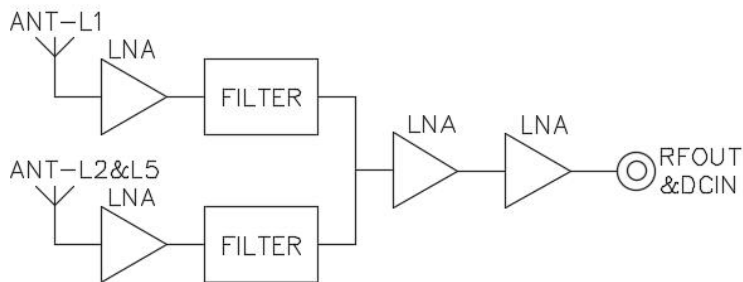 ANT-L1
LNA
FILTER
LNA
LNA
RFOUT
&DCIN
ANT-L2&L5
LNA
FILTER